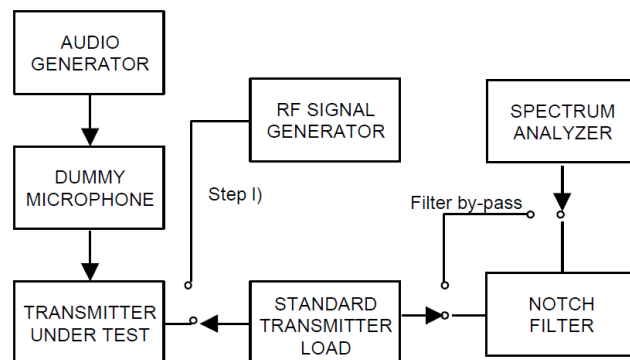 AUDIO
GENERATOR
RF SIGNAL
GENERATOR
SPECTRUM
ANALYZER
DUMMY
MICROPHONE
Step l)
Filter by-pass
TRANSMITTER
UNDER TEST
STANDARD
TRANSMITTER
LOAD
NOTCH
FILTER